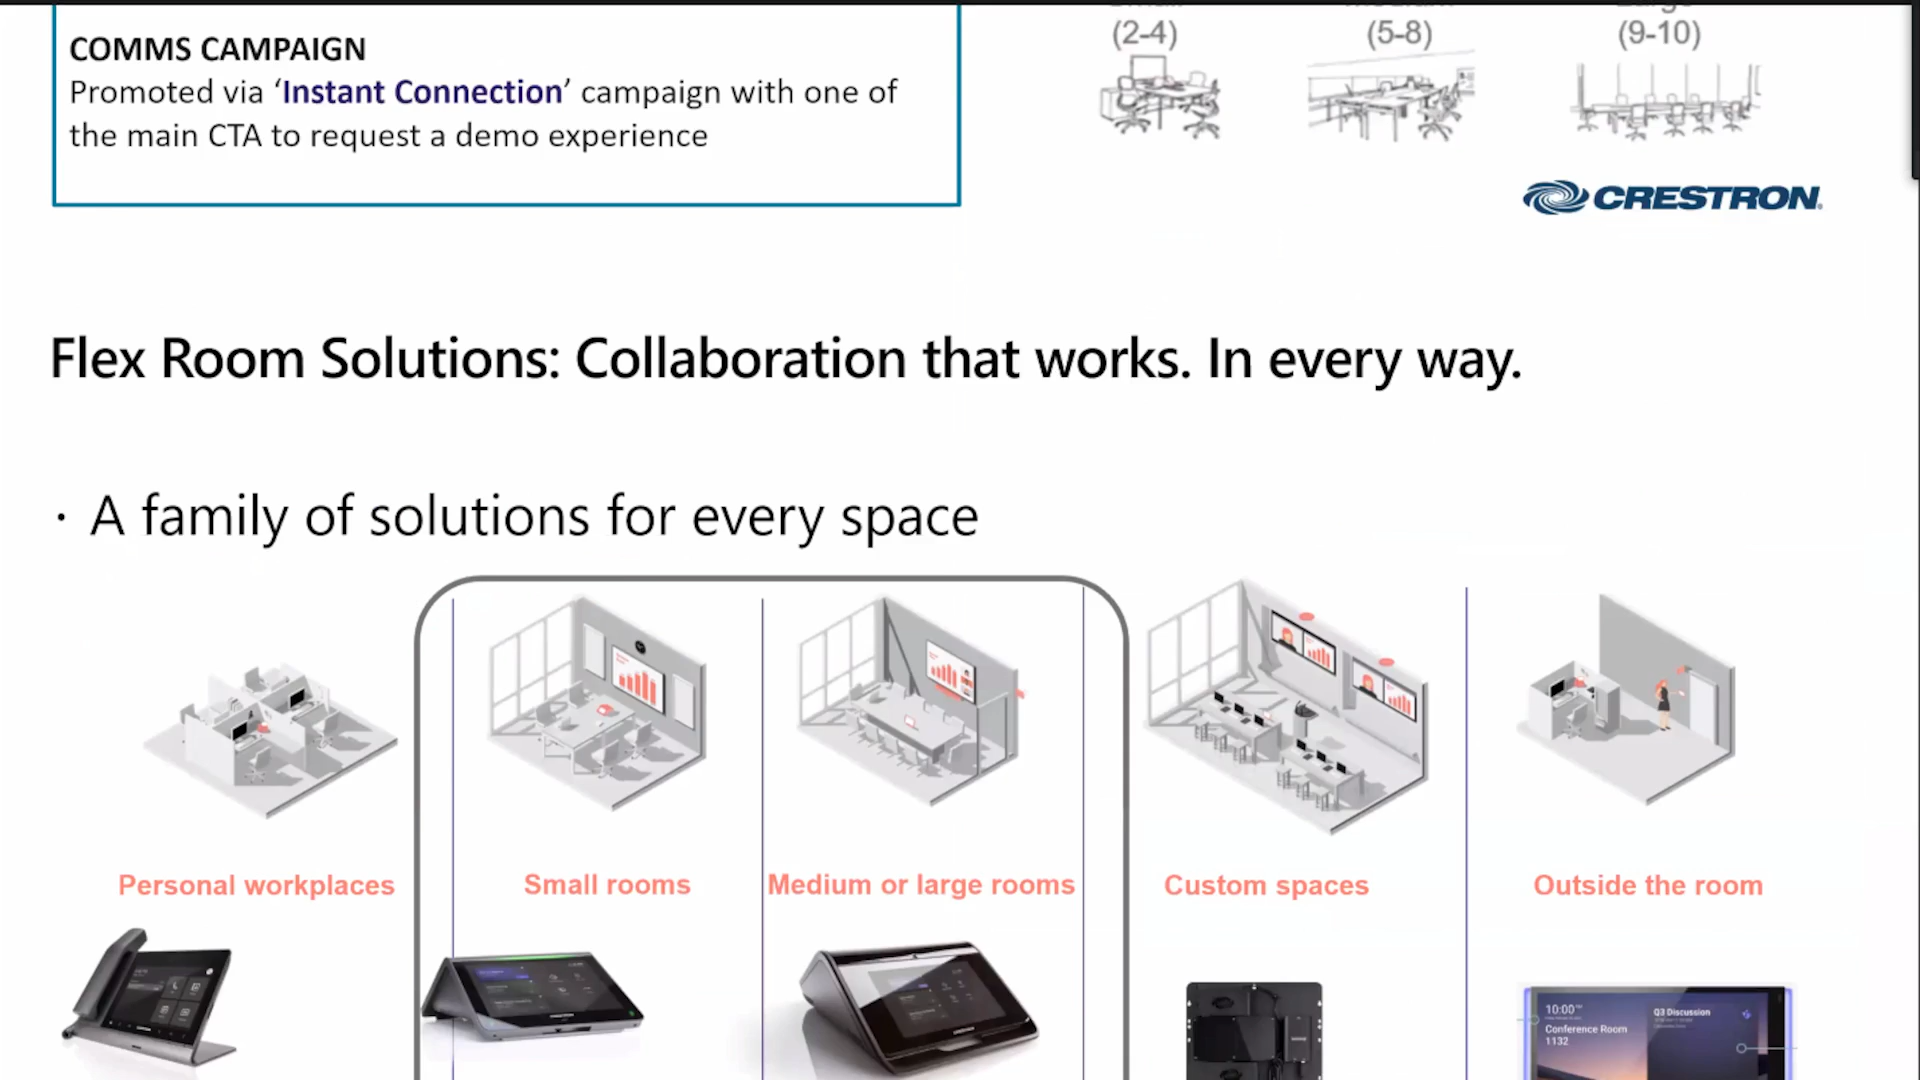 COMMS CAMPAIGN
Promoted via ‘Instant Connection’ campaign with one of
the main CTA to request a demo experience
(2-4)
(5-8)
(9-10)
CRESTRON
Flex Room Solutions: Collaboration that works. In every way.
· A family of solutions for every space
Personal workplaces
Small rooms
Medium or large rooms
Custom spaces
Outside the room
10:00
Conference Room
1132
Q3 Discussion